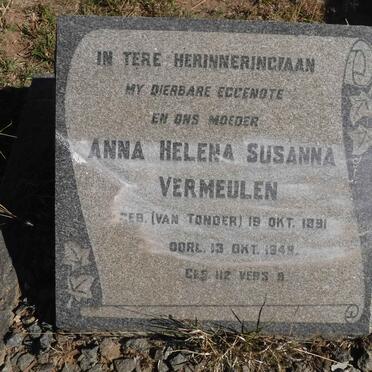 IN TERE HERINNERING AAN
MY DIERBARE EGGENOTE
EN ONS MOEDER
ANNA HELENA SUSANNA
VERMEULEN
GEB. (VAN TONDER) 19 OKT. 1891
OORL. 13 OKT. 1949.
GES. 112 VERS 9